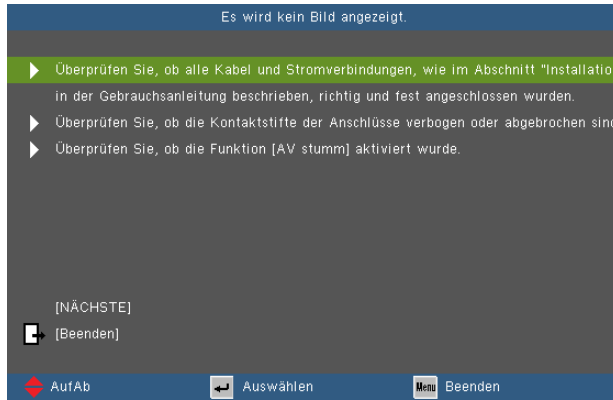 Es wird kein Bild angezeigt.
Überprüfen Sie, ob alle Kabel und Stromverbindungen, wie im Abschnitt "Installatio
in der Gebrauchsanleitung beschrieben, richtig und fest angeschlossen wurden.
Überprüfen Sie, ob die Kontaktstifte der Anschlüsse verbogen oder abgebrochen sind
Überprüfen Sie, ob die Funktion [AV stumm] aktiviert wurde.
[NÄCHSTE]
[Beenden]
AufAb Auswählen Menu Beenden